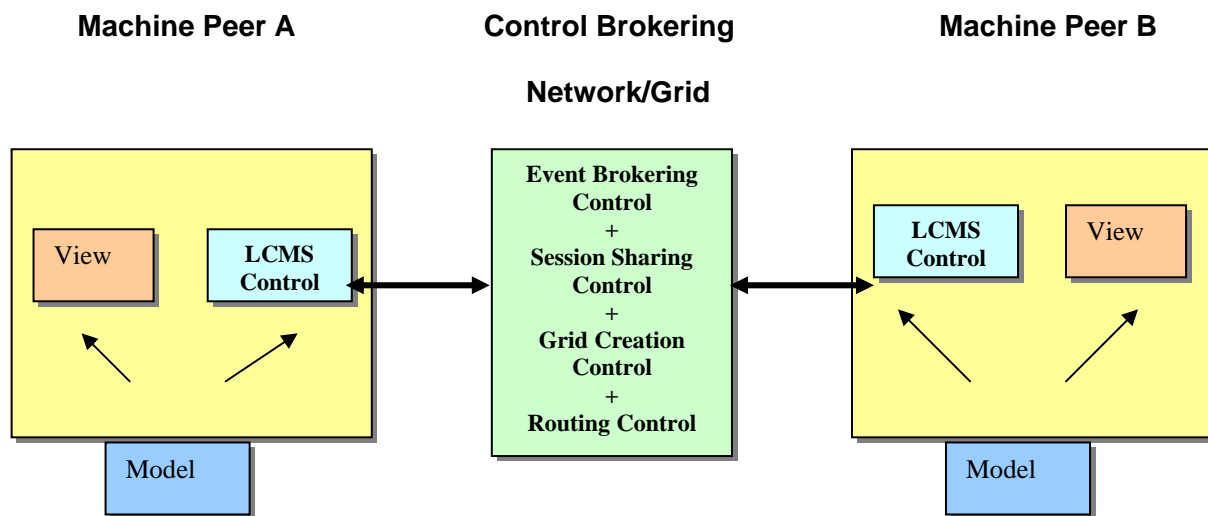 Machine Peer A
Control Brokering
Network/Grid
Machine Peer B
View
LCMS
Control
Model
Event Brokering
Control
+
Session Sharing
Control
+
Grid Creation
Control
+
Routing Control
LCMS
Control
View
Model